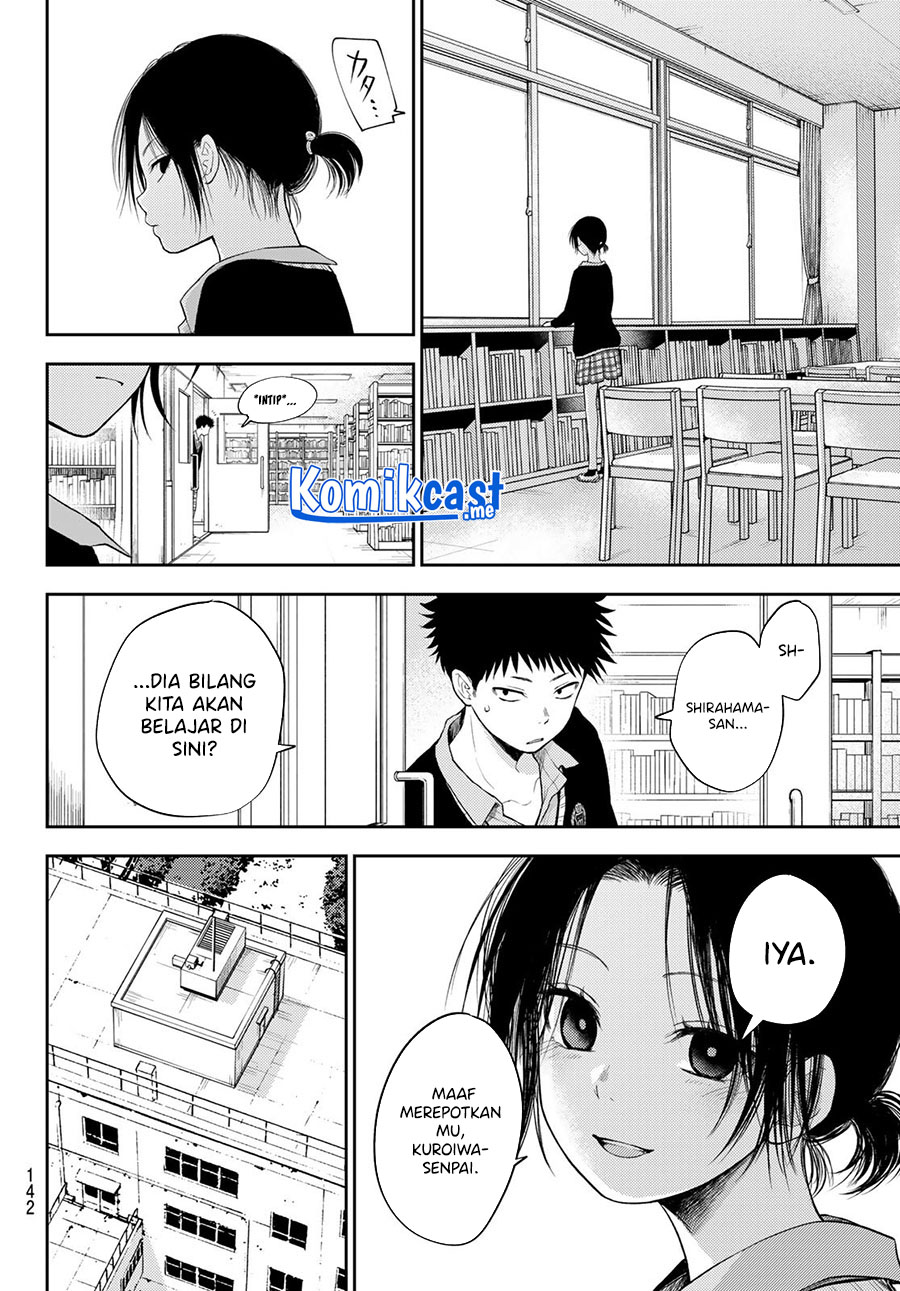 カタ…
"INTIP"...
Komikcast
.me
SH-
SHIRAHAMA-
SAN...
...DIA BILANG
KITA AKAN
BELAJAR DI
SINI?
IYA.
MAAF
MEREPOTKAN
MU,
KUROIWA-
SENPAI.
142